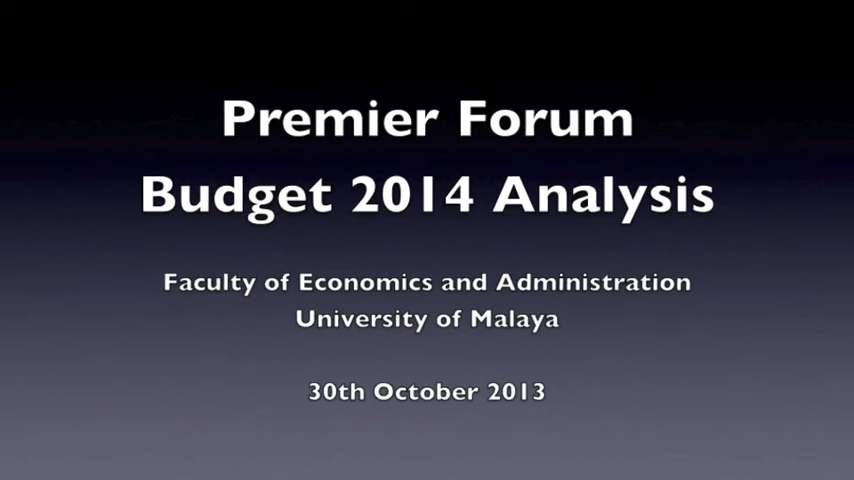 Premier Forum
Budget 2014 Analysis
Faculty of Economics and Administration
University of Malaya
30th October 2013